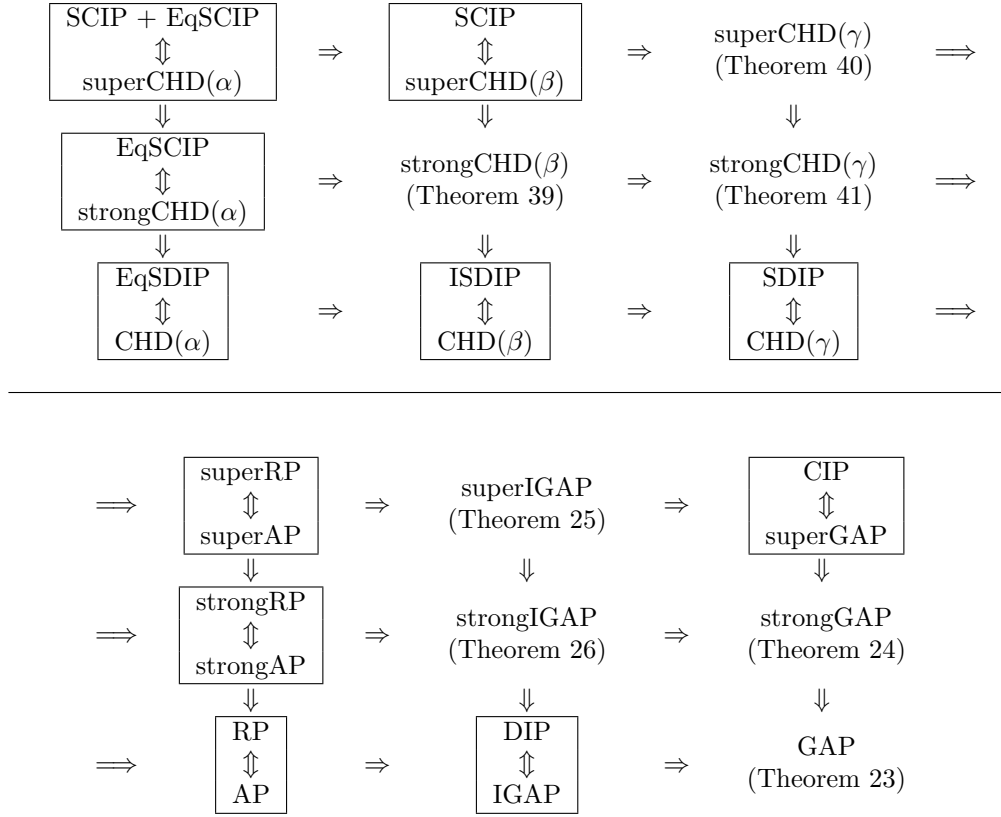 SCIP + EqSCIP ⇒ SCIP ⇒ superCHD(γ) ⟹
⇕ ⇕ (Theorem 40)
superCHD(α) superCHD(β)
⇓ ⇓ ⇓
EqSCIP ⇒ strongCHD(β) ⇒ strongCHD(γ) ⟹
⇕ (Theorem 39) (Theorem 41)
strongCHD(α)
⇓ ⇓ ⇓
EqSDIP ⇒ ISDIP ⇒ SDIP ⟹
⇕ ⇕ ⇕
CHD(α) CHD(β) CHD(γ)
⟹ superRP ⇒ superIGAP ⇒ CIP
⇕ (Theorem 25) ⇕
superAP superGAP
⇓ ⇓ ⇓
⟹ strongRP ⇒ strongIGAP ⇒ strongGAP
⇕ (Theorem 26) (Theorem 24)
strongAP
⇓ ⇓ ⇓
⟹ RP ⇒ DIP ⇒ GAP
⇕ ⇕ (Theorem 23)
AP IGAP